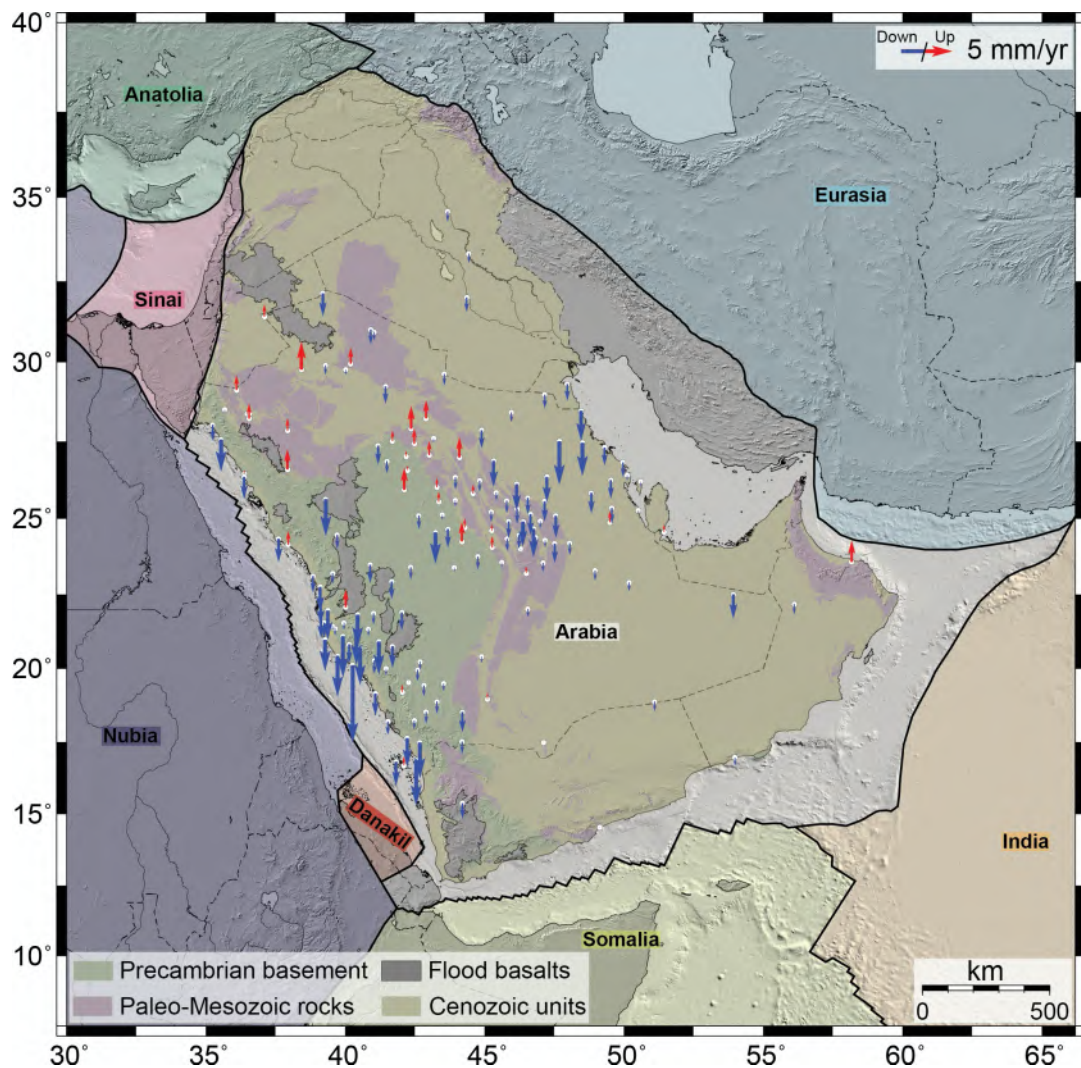 40°
35°
30°
25°
20°
15°
10°
Down Up 5 mm/yr
Anatolia
Eurasia
Sinai
Arabia
Nubia
Danakil
India
Somalia
Precambrian basement
Flood basalts
Paleo-Mesozoic rocks
Cenozoic units
km
0 500
30° 35° 40° 45° 50° 55° 60° 65°